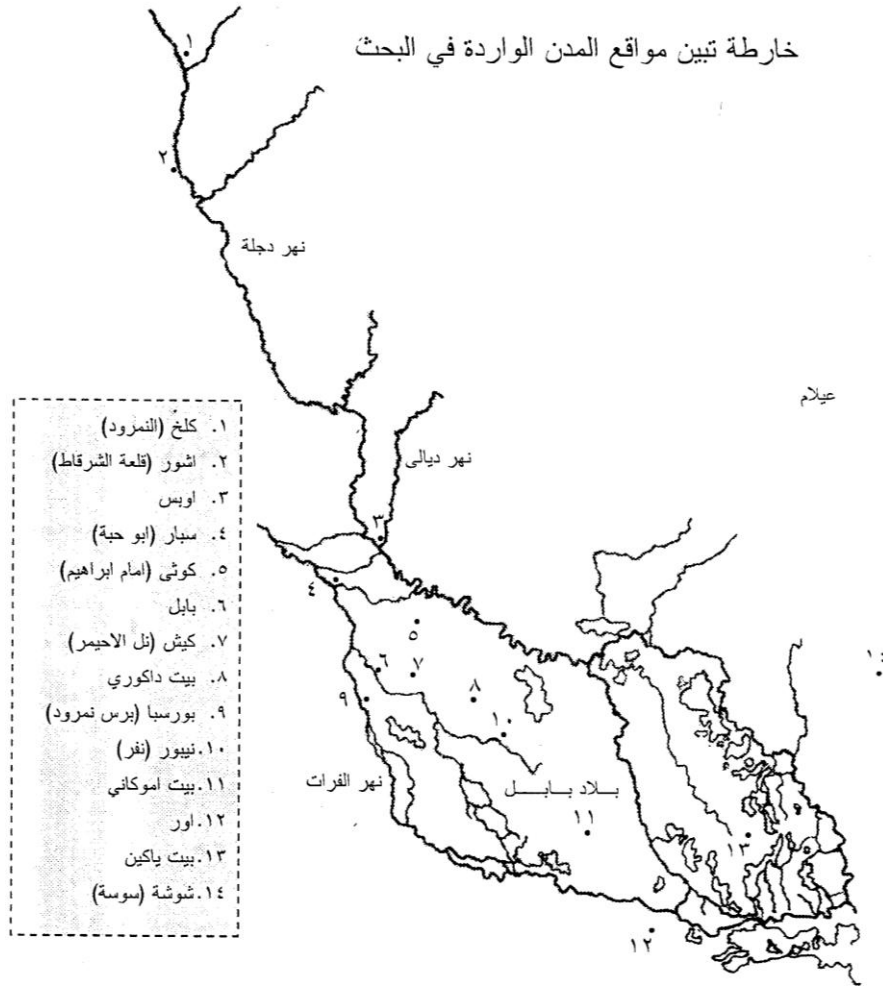 خارطة تبين مواقع المدن الواردة في البحث
١
٢
نهر دجلة
عيلام
نهر ديالى
٣
٤
٥
٦
٧
٨
٩
١٠
نهر الفرات
بلاد بابل
١١
١٢
١٣
١٤
١. كلخ (النمرود)
٢. اشور (قلعة الشرقاط)
٣. اوبس
٤. سبار (ابو حبة)
٥. كوثى (امام ابراهيم)
٦. بابل
٧. كيش (تل الاحيمر)
٨. بيت داكوري
٩. بورسبا (برس نمرود)
١٠. نيبور (نفر)
١١. بيت اموكاني
١٢. اور
١٣. بيت ياكين
١٤. شوشة (سوسة)